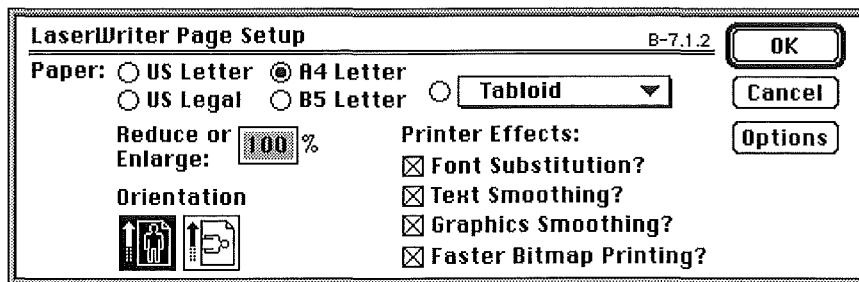 LaserWriter Page Setup B-7.1.2 OK
Paper: US Letter A4 Letter
US Legal B5 Letter Tabloid Cancel
Reduce or Enlarge: 100 % Printer Effects: Options
Font Substitution?
Orientation Text Smoothing?
Graphics Smoothing?
Faster Bitmap Printing?